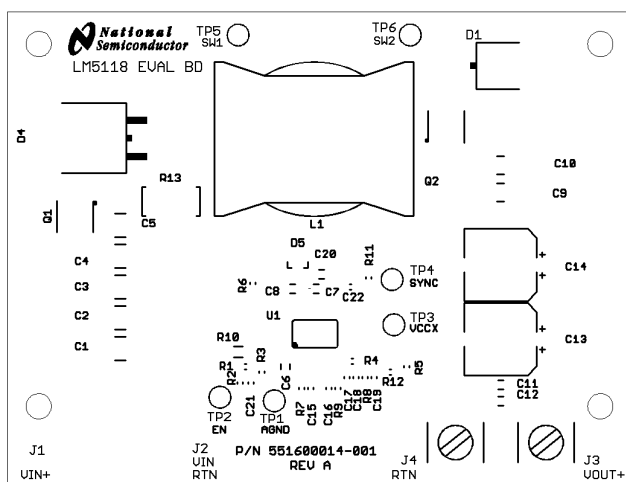 National
Semiconductor
LM5118 EVAL BD
TP5
SW1
TP6
SW2
D1
D4
R13
Q1
C5
C4
C3
C2
C1
L1
Q2
C10
C9
D5
C20
R11
R6
C8
C7
C22
TP4
SYNC
C14
U1
TP3
VCCX
C13
R10
R1
R3
R2
C21
C6
R4
R5
R12
R7
C15
C16
R9
C17
C18
R8
C19
C11
C12
TP2
EN
TP1
AGND
J1
VIN+
J2
VIN
RTN
P/N 551600014-001
REV A
J4
RTN
J3
VOUT+